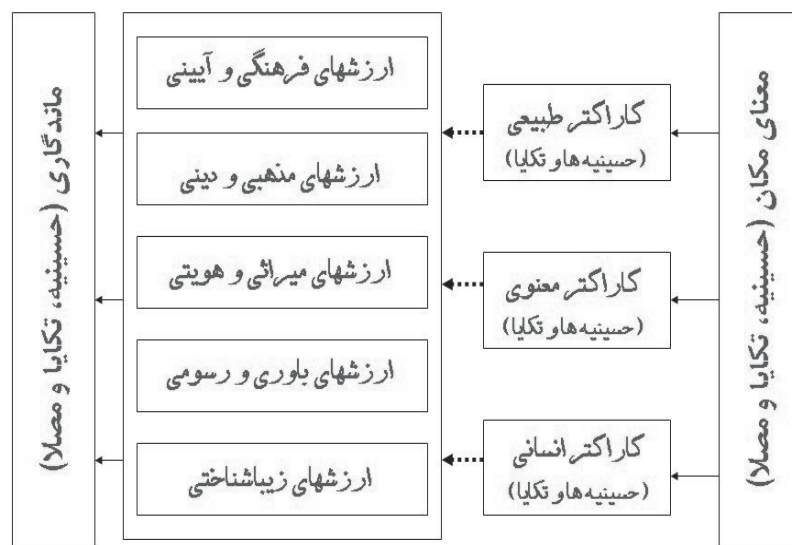 معنای مکان (حسینیه، تکایا و مصلا)
کاراکتر طبیعی
(حسینیه‌ها و تکایا)
کاراکتر معنوی
(حسینیه‌ها و تکایا)
کاراکتر انسانی
(حسینیه‌ها و تکایا)
ارزشهای فرهنگی و آیینی
ارزشهای مذهبی و دینی
ارزشهای میراثی و هویتی
ارزشهای باوری و رسومی
ارزشهای زیباشناختی
ماندگاری (حسینیه، تکایا و مصلا)